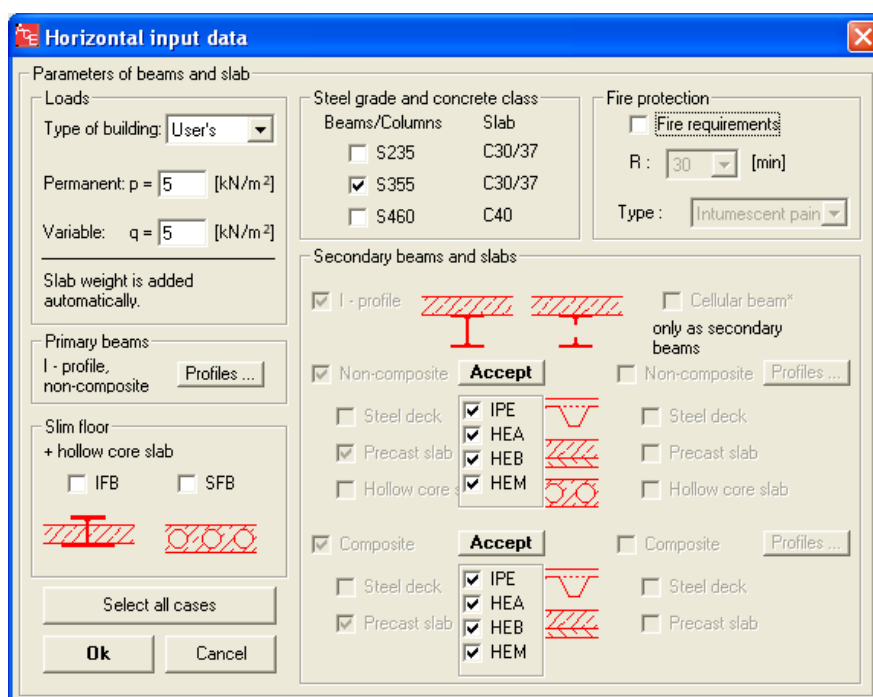 Horizontal input data
Parameters of beams and slab
Loads
Type of building: User's
Permanent: p = 5 [kN/m²]
Variable: q = 5 [kN/m²]
Slab weight is added
automatically.
Primary beams
I - profile,
non-composite
Profiles ...
Slim floor
+ hollow core slab
IFB SFB
Select all cases
Ok Cancel
Steel grade and concrete class
Beams/Columns Slab
S235 C30/37
S355 C30/37
S460 C40
Fire protection
Fire requirements
R : 30 [min]
Type : Intumescent pain
Secondary beams and slabs
I - profile Cellular beam*
only as secondary
beams
Non-composite Accept Non-composite Profiles ...
Steel deck IPE Steel deck
HEA
Precast slab HEB Precast slab
Hollow core s HEM Hollow core slab
Composite Accept Composite Profiles ...
Steel deck IPE Steel deck
HEA
Precast slab HEB Precast slab
HEM